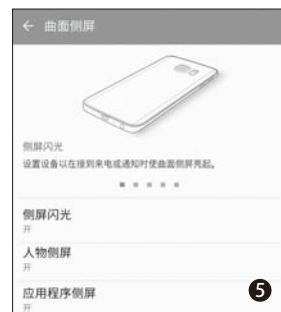 ← 曲面侧屏
侧屏闪光
设置设备以在接到来电或通知时使曲面侧屏亮起。
侧屏闪光
开
人物侧屏
开
应用程序侧屏
开
❺